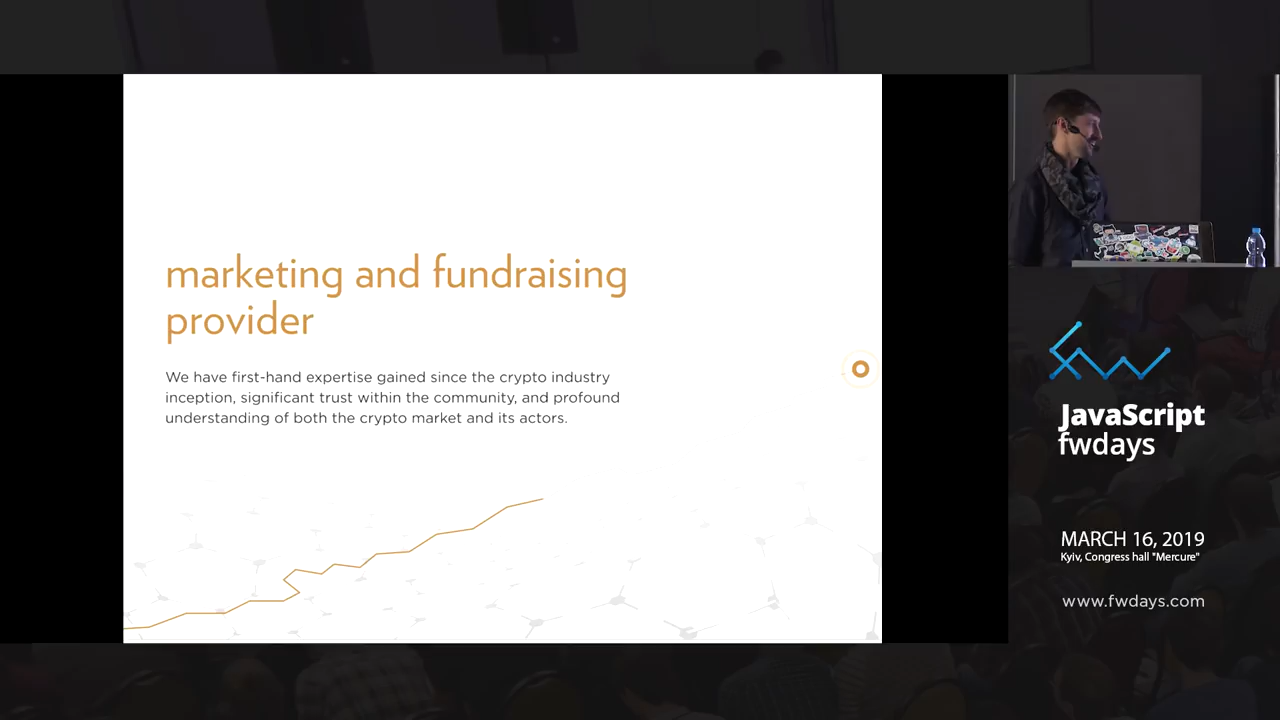 marketing and fundraising
provider
We have first-hand expertise gained since the crypto industry
inception, significant trust within the community, and profound
understanding of both the crypto market and its actors.
JavaScript
fwdays
MARCH 16, 2019
Kyiv, Congress hall "Mercure"
www.fwdays.com